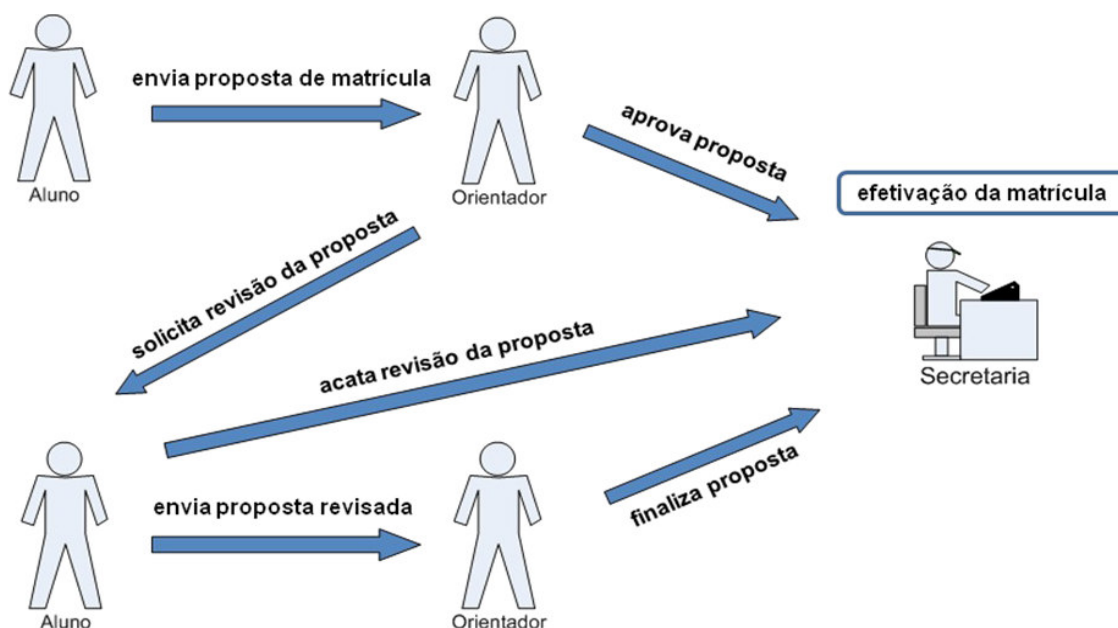 envia proposta de matrícula
aprova proposta
Aluno
Orientador
efetivação da matrícula
solicita revisão da proposta
acata revisão da proposta
Secretaria
finaliza proposta
envia proposta revisada
Aluno
Orientador